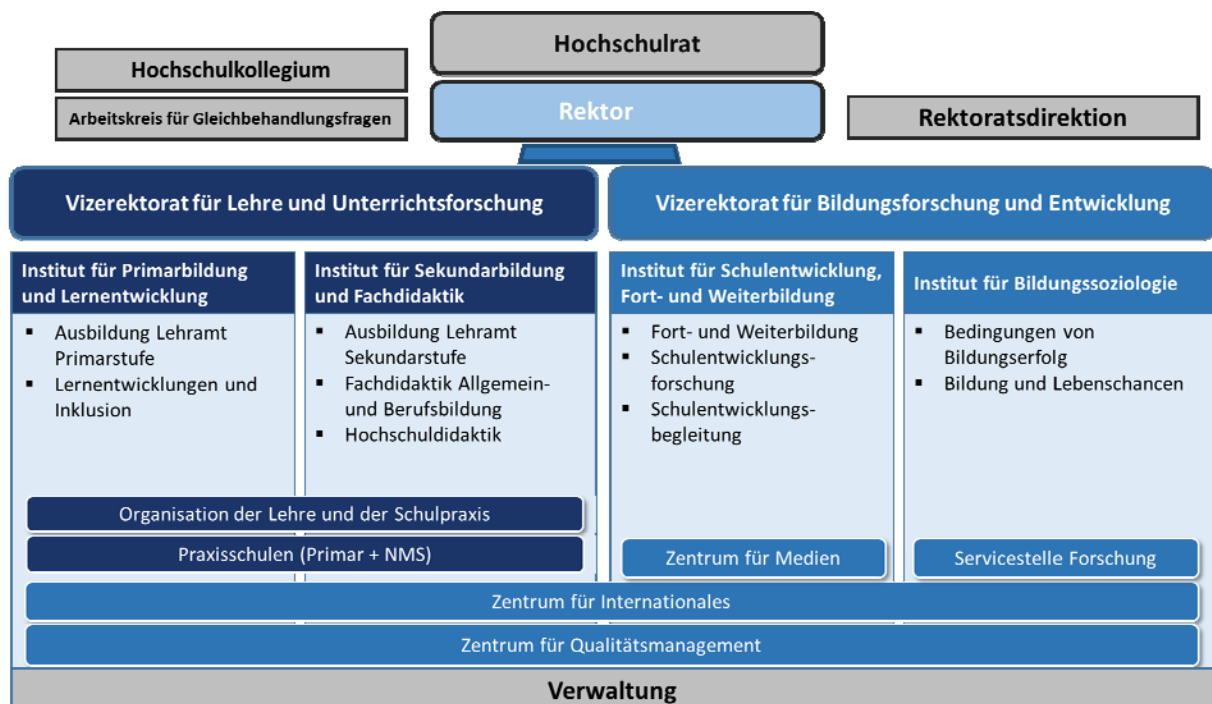 Hochschulrat
Hochschulkollegium
Arbeitskreis für Gleichbehandlungsfragen
Rektor
Rektoratsdirektion
Vizerektorat für Lehre und Unterrichtsforschung
Vizerektorat für Bildungsforschung und Entwicklung
Institut für Primarbildung
und Lernentwicklung
▪ Ausbildung Lehramt
Primarstufe
▪ Lernentwicklungen und
Inklusion
Institut für Sekundarbildung
und Fachdidaktik
▪ Ausbildung Lehramt
Sekundarstufe
▪ Fachdidaktik Allgemein-
und Berufsbildung
▪ Hochschuldidaktik
Institut für Schulentwicklung,
Fort- und Weiterbildung
▪ Fort- und Weiterbildung
▪ Schulentwicklungs-
forschung
▪ Schulentwicklungs-
begleitung
Institut für Bildungssoziologie
▪ Bedingungen von
Bildungserfolg
▪ Bildung und Lebenschancen
Organisation der Lehre und der Schulpraxis
Praxisschulen (Primar + NMS)
Zentrum für Medien
Servicestelle Forschung
Zentrum für Internationales
Zentrum für Qualitätsmanagement
Verwaltung